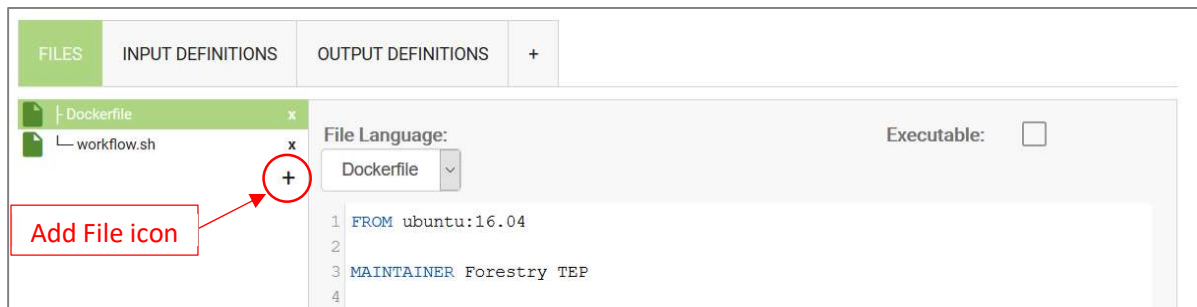 FILES INPUT DEFINITIONS OUTPUT DEFINITIONS +
├ Dockerfile x
└─ workflow.sh x
+
Add File icon
File Language: Executable:
Dockerfile
1 FROM ubuntu:16.04
2
3 MAINTAINER Forestry TEP
4